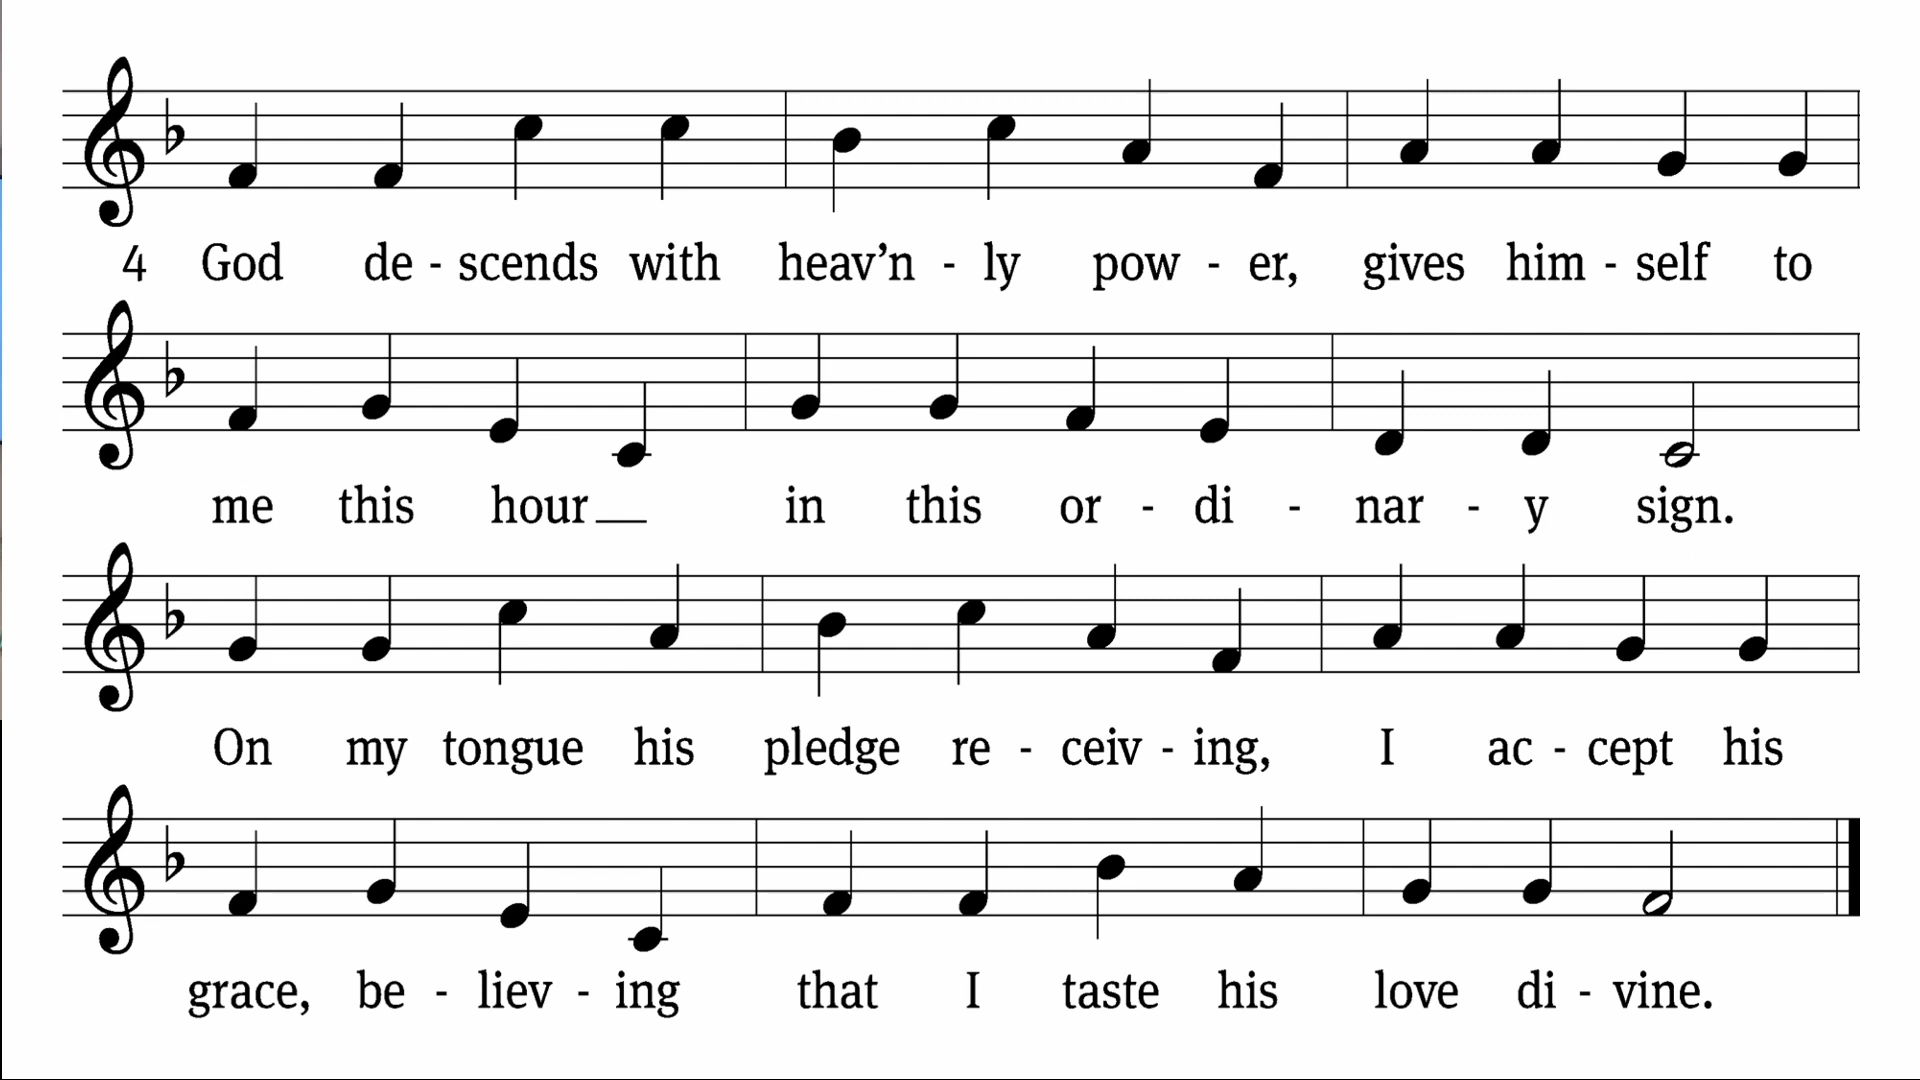 4 God de - scends with heav’n - ly pow - er, gives him - self to
me this hour in this or - di - nar - y sign.
On my tongue his pledge re - ceiv - ing, I ac - cept his
grace, be - liev - ing that I taste his love di - vine.